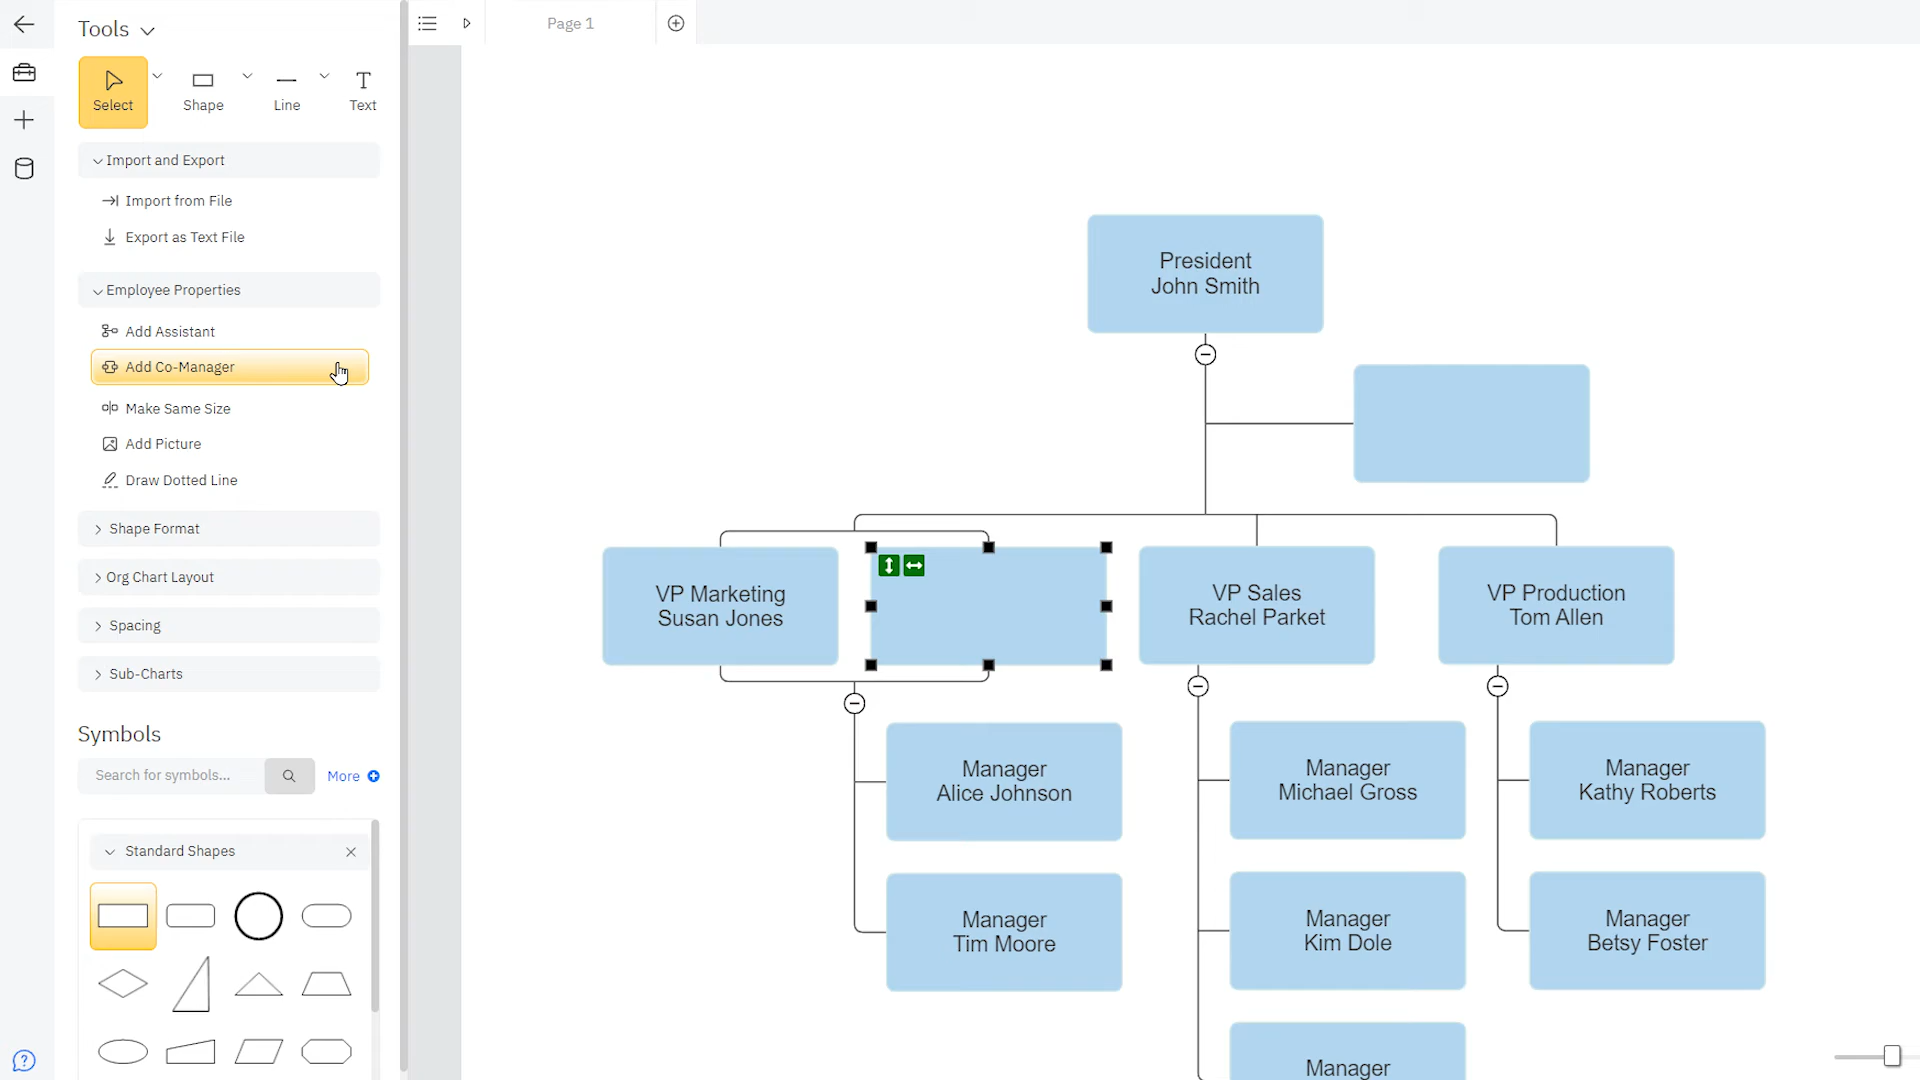 Tools
Page 1
Select
Shape
Line
Text
Import and Export
Import from File
Export as Text File
Employee Properties
Add Assistant
Add Co-Manager
Make Same Size
Add Picture
Draw Dotted Line
Shape Format
Org Chart Layout
Spacing
Sub-Charts
Symbols
Search for symbols...
More
Standard Shapes
President
John Smith
VP Marketing
Susan Jones
VP Sales
Rachel Parket
VP Production
Tom Allen
Manager
Alice Johnson
Manager
Michael Gross
Manager
Kathy Roberts
Manager
Tim Moore
Manager
Kim Dole
Manager
Betsy Foster
Manager